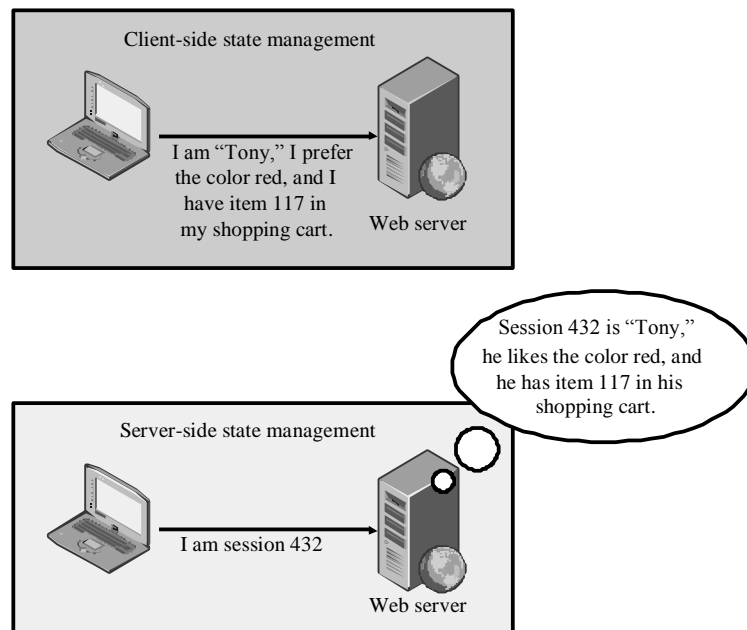 Client-side state management
I am “Tony,” I prefer
the color red, and I
have item 117 in
my shopping cart.
Web server
Session 432 is “Tony,”
he likes the color red, and
he has item 117 in his
shopping cart.
Server-side state management
I am session 432
Web server